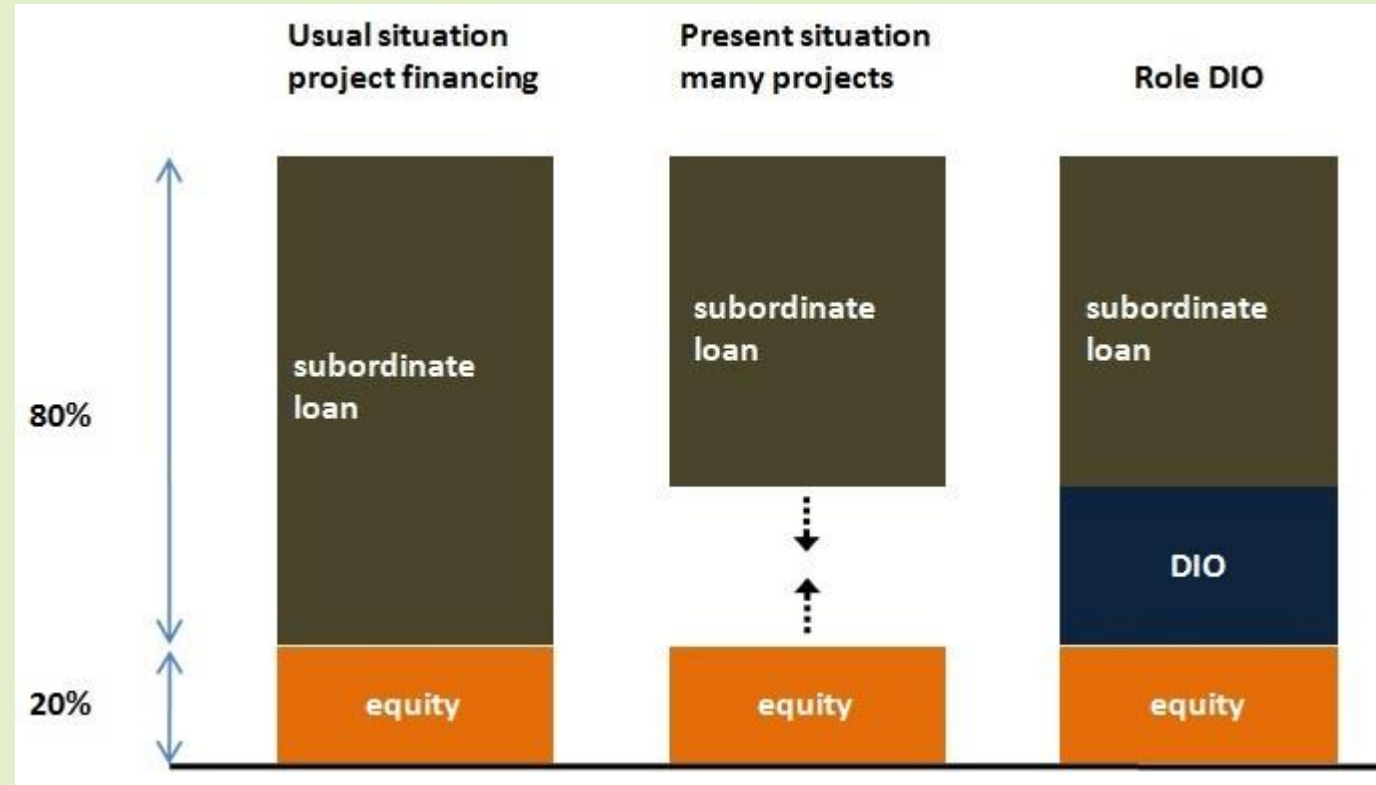 Usual situation
project financing
Present situation
many projects
Role DIO
80%
20%
subordinate
loan
equity
subordinate
loan
equity
subordinate
loan
DIO
equity